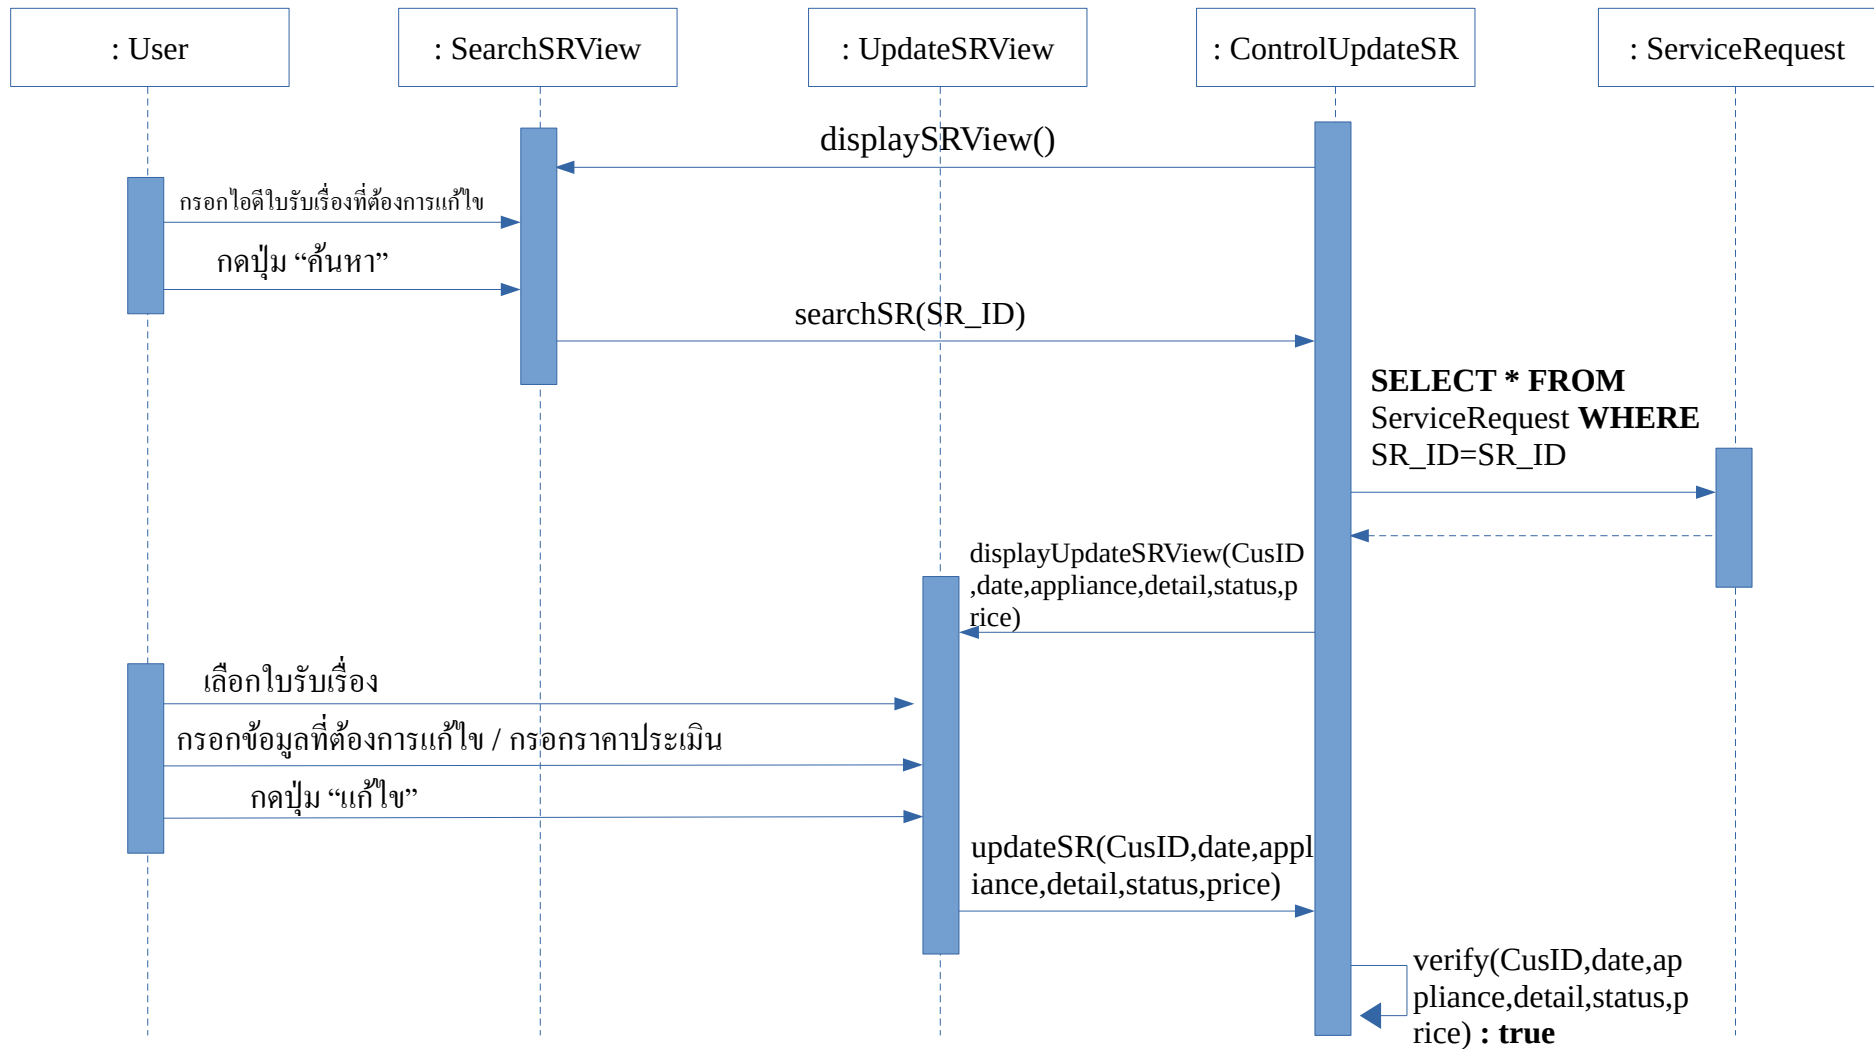 : User
: SearchSRView
: UpdateSRView
: ControlUpdateSR
: ServiceRequest
displaySRView()
กรอกไอดีใบรับเรื่องที่ต้องการแก้ไข
กดปุ่ม “ค้นหา”
searchSR(SR_ID)
SELECT * FROM
ServiceRequest WHERE
SR_ID=SR_ID
displayUpdateSRView(CusID
,date,appliance,detail,status,p
rice)
เลือกใบรับเรื่อง
กรอกข้อมูลที่ต้องการแก้ไข / กรอกราคาประเมิน
กดปุ่ม “แก้ไข”
updateSR(CusID,date,appl
iance,detail,status,price)
verify(CusID,date,ap
pliance,detail,status,p
rice) : true